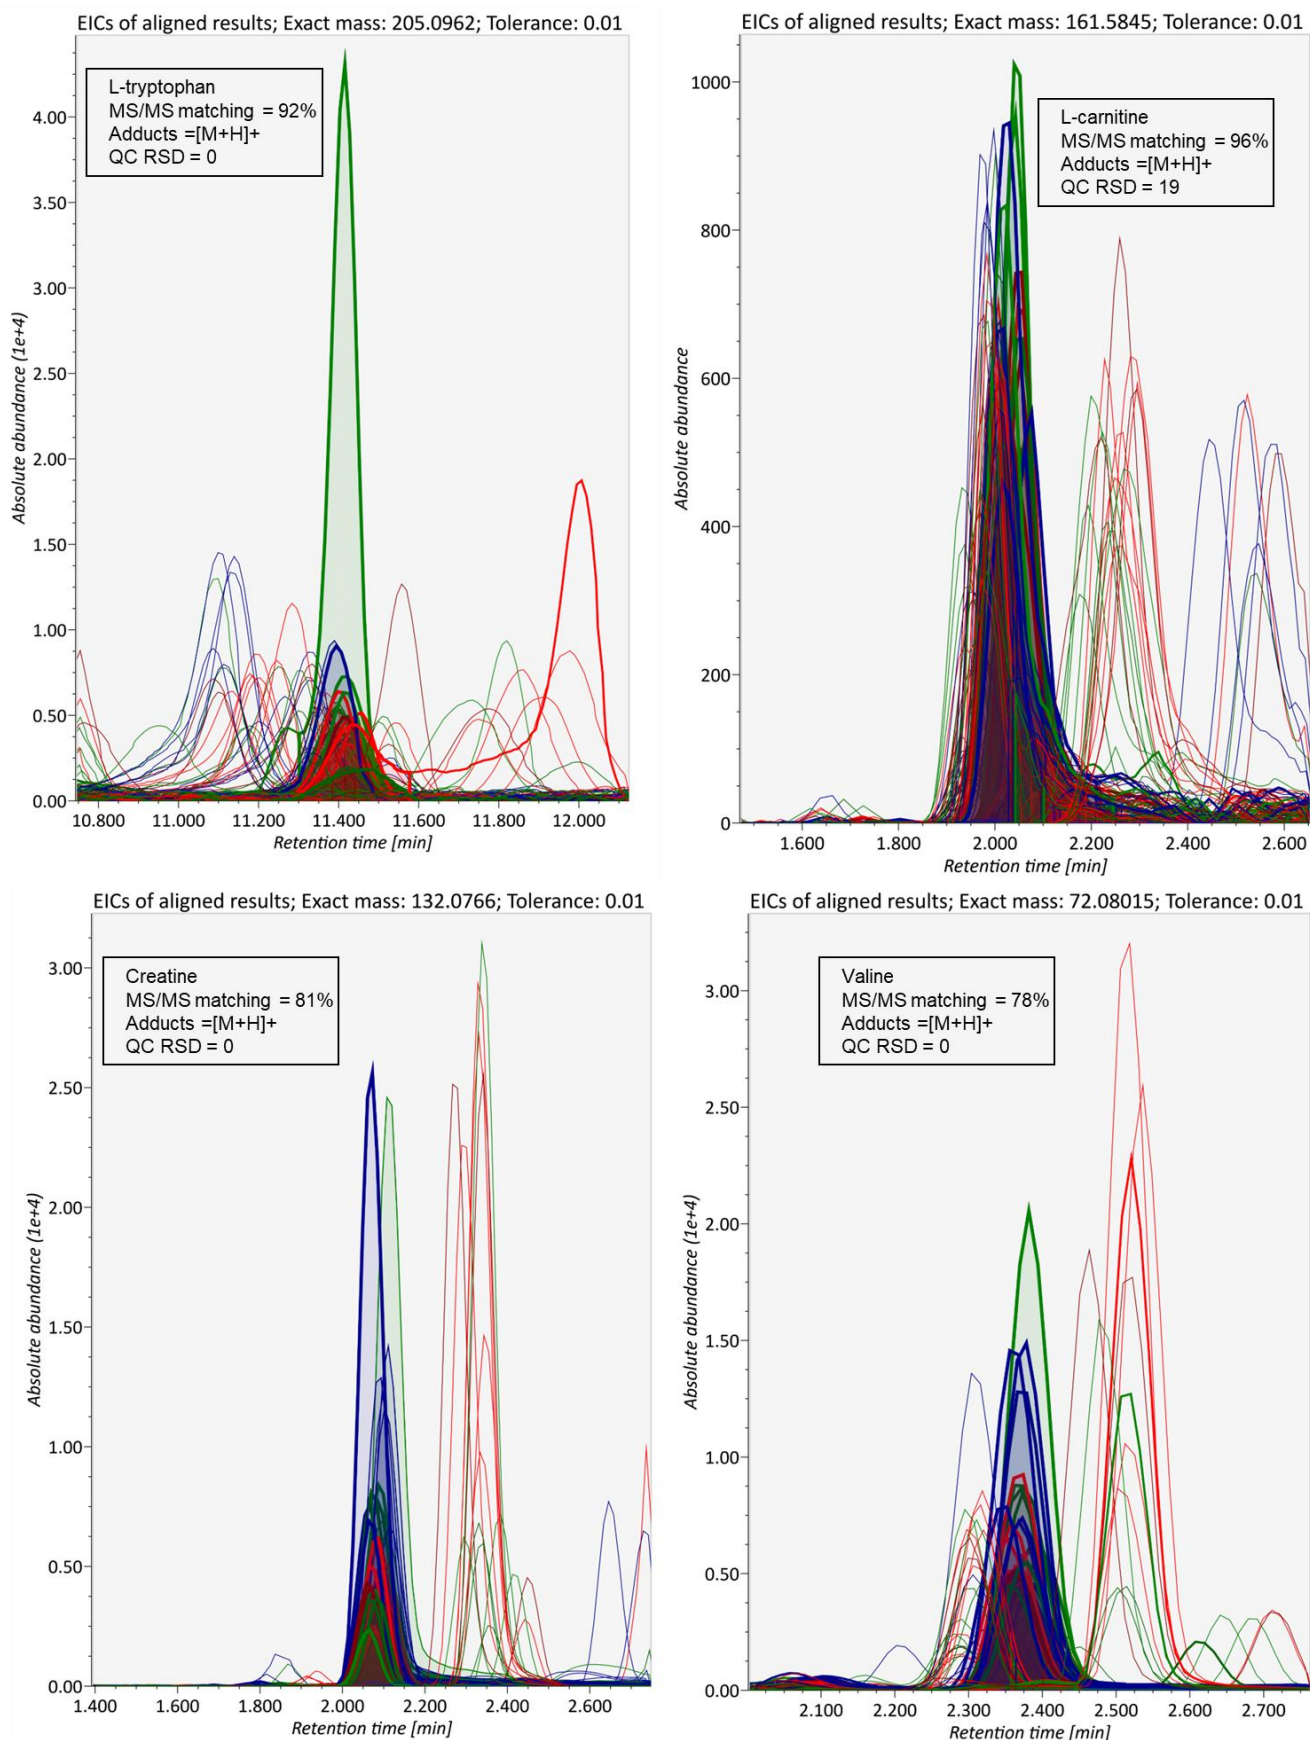 EICs of aligned results; Exact mass: 205.0962; Tolerance: 0.01
L-tryptophan
MS/MS matching = 92%
Adducts =[M+H]+
QC RSD = 0
Absolute abundance (1e+4)
4.00
3.50
3.00
2.50
2.00
1.50
1.00
0.50
0.00
10.800 11.000 11.200 11.400 11.600 11.800 12.000
Retention time [min]
EICs of aligned results; Exact mass: 161.5845; Tolerance: 0.01
L-carnitine
MS/MS matching = 96%
Adducts =[M+H]+
QC RSD = 19
Absolute abundance
1000
800
600
400
200
0
1.600 1.800 2.000 2.200 2.400 2.600
Retention time [min]
EICs of aligned results; Exact mass: 132.0766; Tolerance: 0.01
Creatine
MS/MS matching = 81%
Adducts =[M+H]+
QC RSD = 0
Absolute abundance (1e+4)
3.00
2.50
2.00
1.50
1.00
0.50
0.00
1.400 1.600 1.800 2.000 2.200 2.400 2.600
Retention time [min]
EICs of aligned results; Exact mass: 72.08015; Tolerance: 0.01
Valine
MS/MS matching = 78%
Adducts =[M+H]+
QC RSD = 0
Absolute abundance (1e+4)
3.00
2.50
2.00
1.50
1.00
0.50
0.00
2.100 2.200 2.300 2.400 2.500 2.600 2.700
Retention time [min]